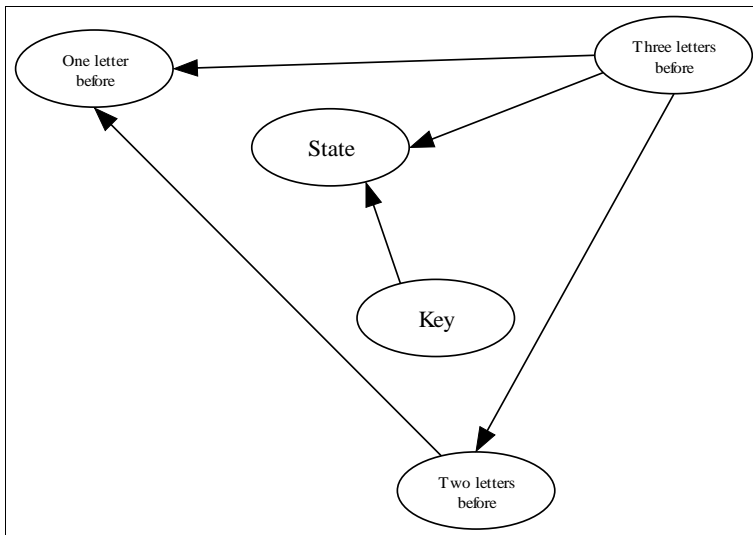 One letter
before
Three letters
before
State
Key
Two letters
before